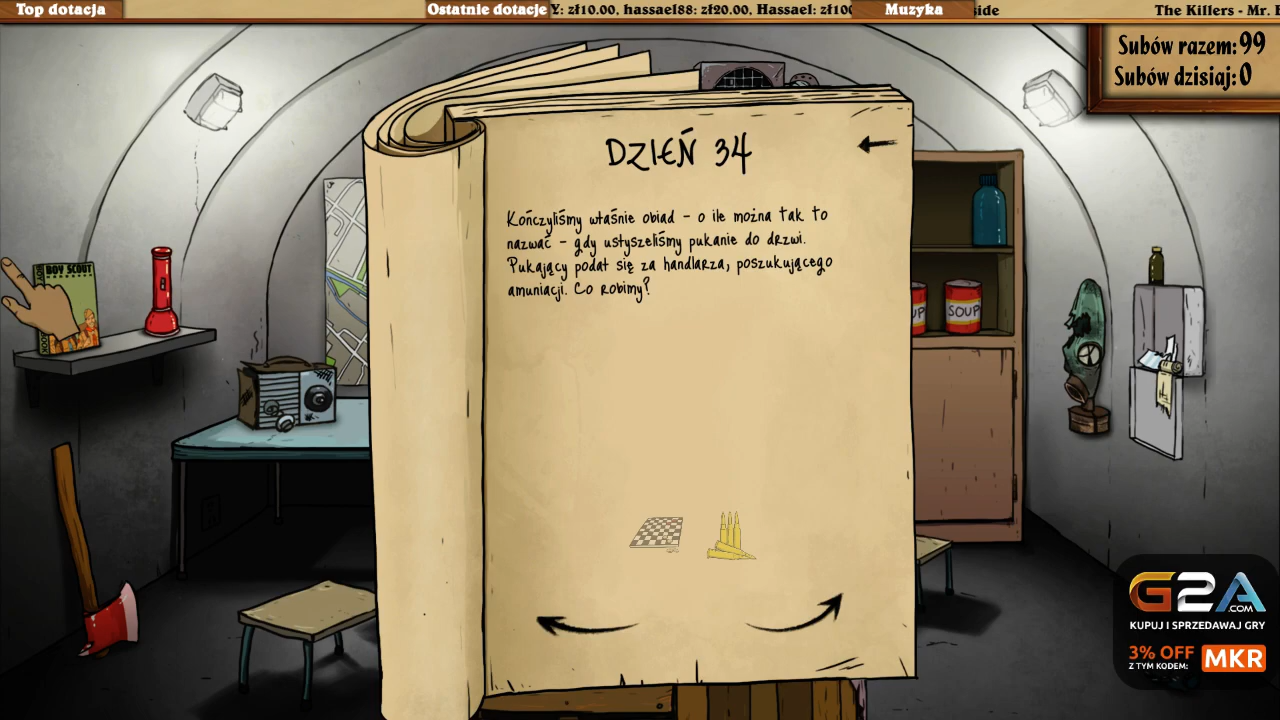 Top dotacja
Ostatnie dotacje
Y: zł10.00, hassael88: zł20.00, Hassael: zł100
Muzyka
side
The Killers - Mr.
Subów razem: 99
Subów dzisiaj: 0
DZIEŃ 34
Kończyliśmy właśnie obiad - o ile można tak to
nazwać - gdy usłyszeliśmy pukanie do drzwi.
Pukający podał się za handlarza, poszukującego
amuniacji. Co robimy?
BOY SCOUT
BOOK
UP
SOUP
G2A
.COM
KUPUJ I SPRZEDAWAJ GRY
3% OFF
Z TYM KODEM:
MKR